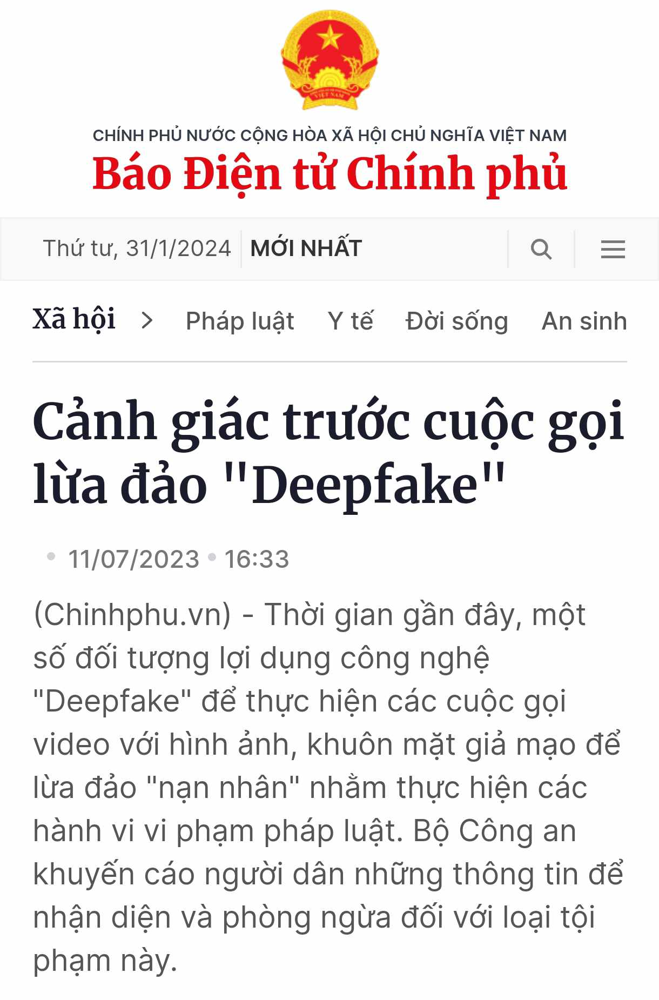 VIỆT NAM
CHÍNH PHỦ NƯỚC CỘNG HÒA XÃ HỘI CHỦ NGHĨA VIỆT NAM
Báo Điện tử Chính phủ
Thứ tư, 31/1/2024 MỚI NHẤT
Xã hội Pháp luật Y tế Đời sống An sinh
Cảnh giác trước cuộc gọi
lừa đảo "Deepfake"
11/07/2023 16:33
(Chinhphu.vn) - Thời gian gần đây, một
số đối tượng lợi dụng công nghệ
"Deepfake" để thực hiện các cuộc gọi
video với hình ảnh, khuôn mặt giả mạo để
lừa đảo "nạn nhân" nhằm thực hiện các
hành vi vi phạm pháp luật. Bộ Công an
khuyến cáo người dân những thông tin để
nhận diện và phòng ngừa đối với loại tội
phạm này.